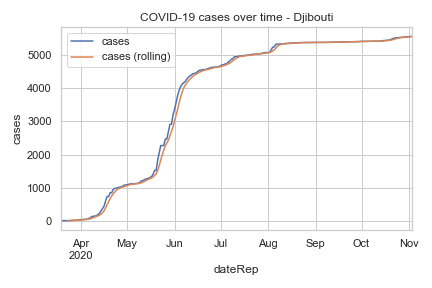 COVID-19 cases over time - Djibouti
cases
cases (rolling)
5000
4000
3000
2000
1000
0
cases
Apr
2020
May
Jun
Jul
Aug
Sep
Oct
Nov
dateRep